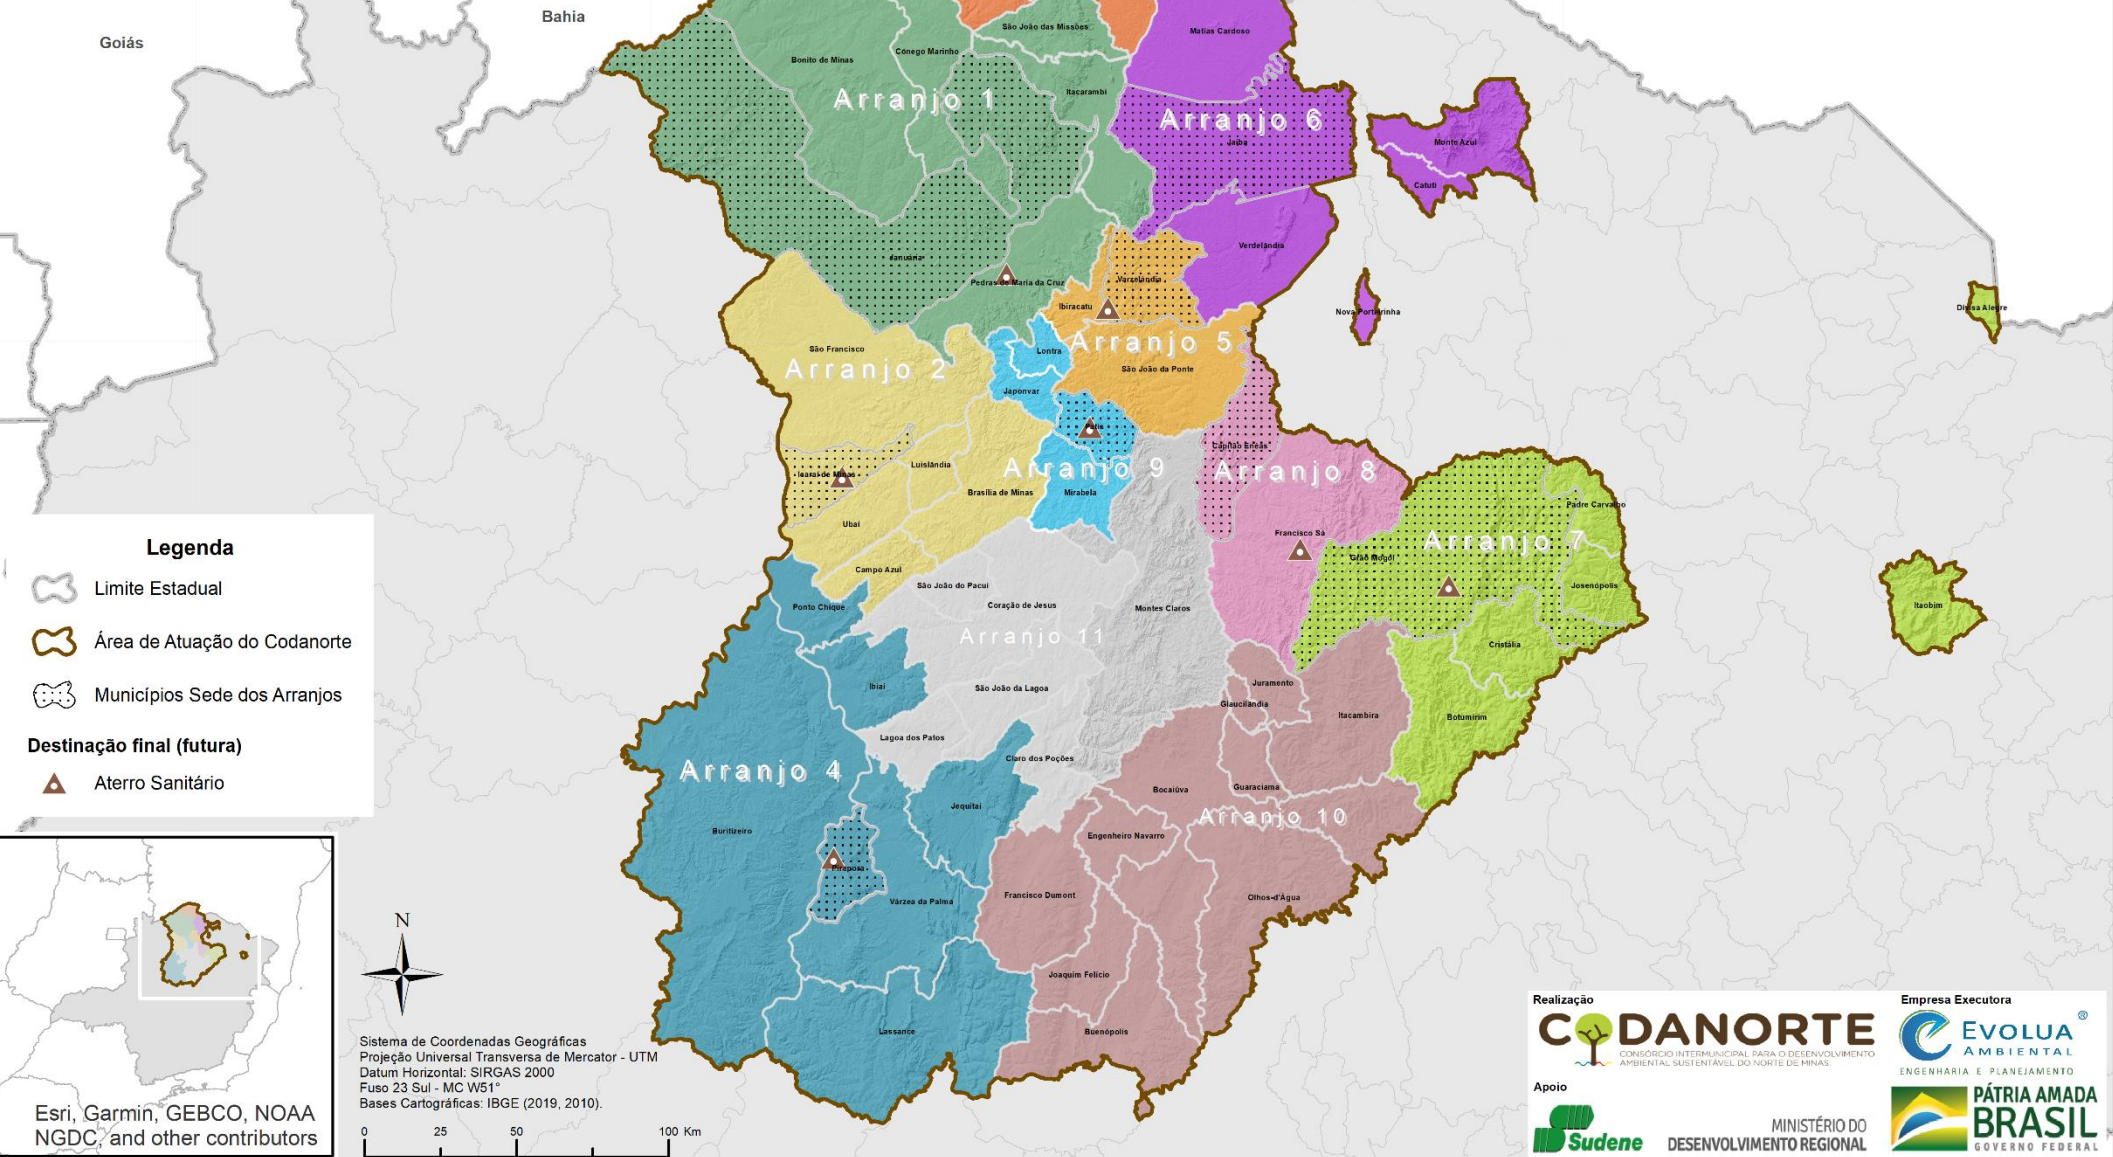 Bahia
Goiás
São João das Missões
Matias Cardoso
Cônego Marinho
Bonito de Minas
Itacarambi
Arranjo 1
Arranjo 6
Jaíba
Monte Azul
Catuti
Verdelândia
Januária
Varzelândia
Pedras de Maria da Cruz
Ibiracatu
Nova Porteirinha
Divisa Alegre
Arranjo 5
São Francisco
Lontra
Arranjo 2
São João da Ponte
Japonvar
Patis
Capitão Enéas
Luislândia
Arranjo 9
Arranjo 8
Icaraí de Minas
Brasília de Minas
Mirabela
Padre Carvalho
Ubaí
Francisco Sá
Arranjo 7
Grão Mogol
Campo Azul
São João do Pacuí
Josenópolis
Ponto Chique
Coração de Jesus
Montes Claros
Itaobim
Arranjo 11
Cristália
Ibiaí
São João da Lagoa
Juramento
Glaucilândia
Itacambira
Botumirim
Lagoa dos Patos
Claro dos Poções
Arranjo 4
Bocaiúva
Guaraciama
Jequitaí
Arranjo 10
Buritizeiro
Engenheiro Navarro
Pirapora
Várzea da Palma
Francisco Dumont
Olhos-d'Água
Joaquim Felício
Lassance
Buenópolis
Legenda
Limite Estadual
Área de Atuação do Codanorte
Municípios Sede dos Arranjos
Destinação final (futura)
Aterro Sanitário
Esri, Garmin, GEBCO, NOAA
NGDC, and other contributors
N
Sistema de Coordenadas Geográficas
Projeção Universal Transversa de Mercator - UTM
Datum Horizontal: SIRGAS 2000
Fuso 23 Sul - MC W51°
Bases Cartográficas: IBGE (2019, 2010).
0 25 50 100 Km
Realização
CODANORTE
CONSÓRCIO INTERMUNICIPAL PARA O DESENVOLVIMENTO
AMBIENTAL SUSTENTÁVEL DO NORTE DE MINAS
Empresa Executora
EVOLUA ®
AMBIENTAL
ENGENHARIA E PLANEJAMENTO
Apoio
Sudene
MINISTÉRIO DO
DESENVOLVIMENTO REGIONAL
PÁTRIA AMADA
BRASIL
GOVERNO FEDERAL